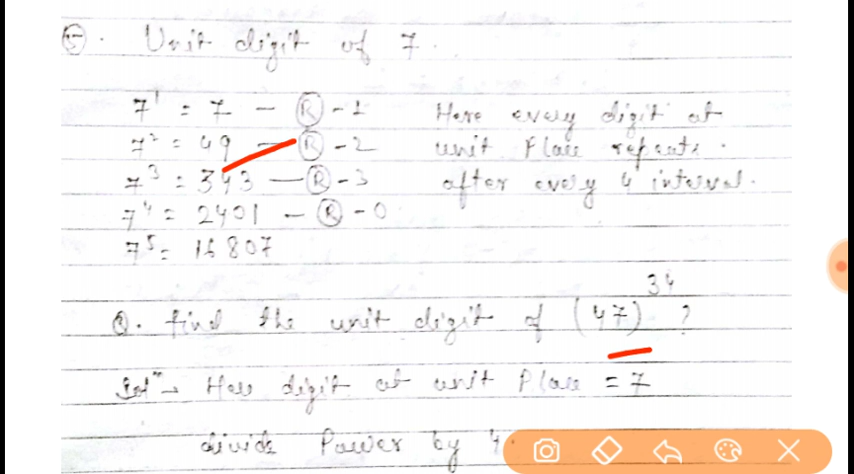 (5). Unit digit of 7.
7¹ = 7 — (R) - 1 Here every digit at
7² = 49 — (R) - 2 unit Place repeats.
7³ = 343 — (R) - 3 after every 4 interval.
7⁴ = 2401 — (R) - 0
7⁵ = 16807
Q. find the unit digit of (47)³⁴ ?
Solⁿ → Here digit at unit Place = 7
divide Power by 4